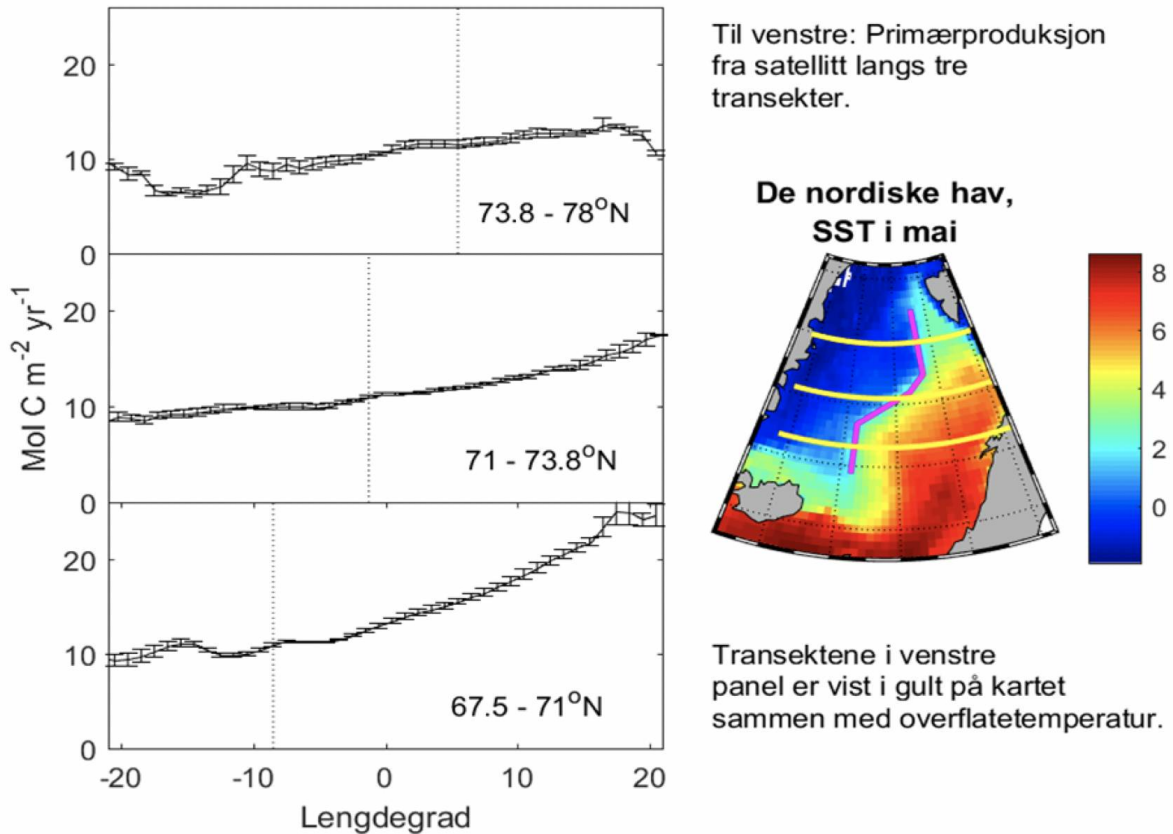 20
10
0
73.8 - 78°N
20
10
0
71 - 73.8°N
20
10
0
67.5 - 71°N
-20 -10 0 10 20
Lengdegrad
Mol C m⁻² yr⁻¹
Til venstre: Primærproduksjon
fra satellitt langs tre
transekter.
De nordiske hav,
SST i mai
8
6
4
2
0
Transektene i venstre
panel er vist i gult på kartet
sammen med overflatetemperatur.